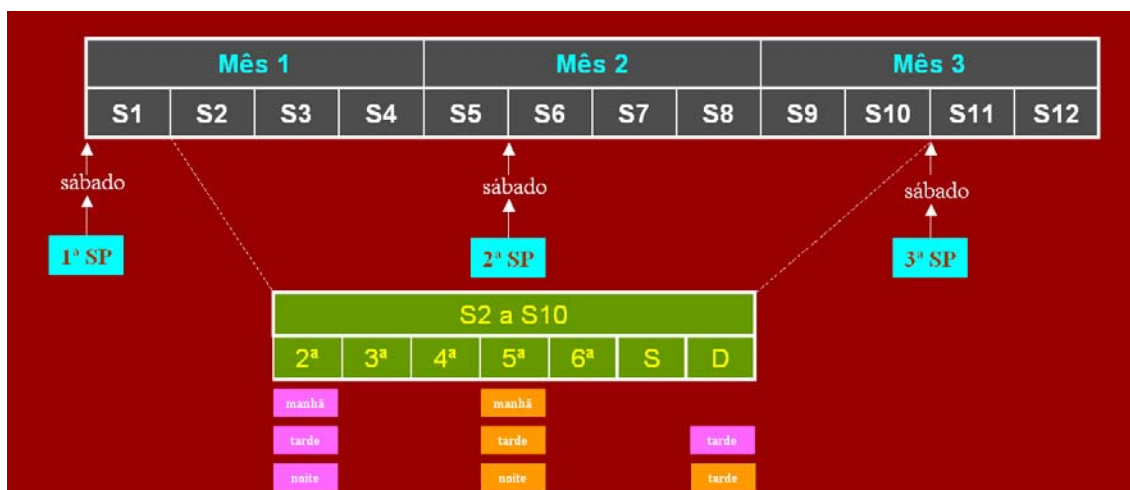 Mês 1 Mês 2 Mês 3
S1 S2 S3 S4 S5 S6 S7 S8 S9 S10 S11 S12
sábado sábado sábado
1ª SP 2ª SP 3ª SP
S2 a S10
2ª 3ª 4ª 5ª 6ª S D
manhã manhã
tarde tarde tarde
noite noite tarde